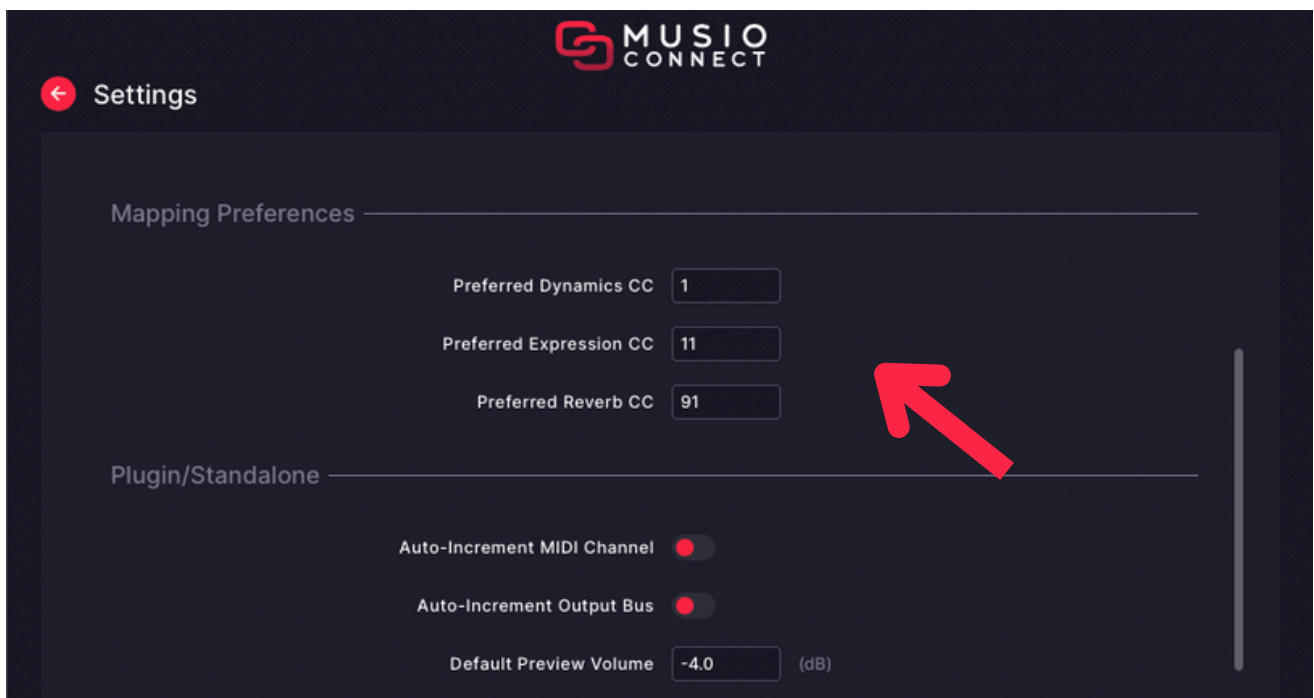 MUSIO
CONNECT
Settings
Mapping Preferences
Preferred Dynamics CC 1
Preferred Expression CC 11
Preferred Reverb CC 91
Plugin/Standalone
Auto-Increment MIDI Channel
Auto-Increment Output Bus
Default Preview Volume -4.0 (dB)